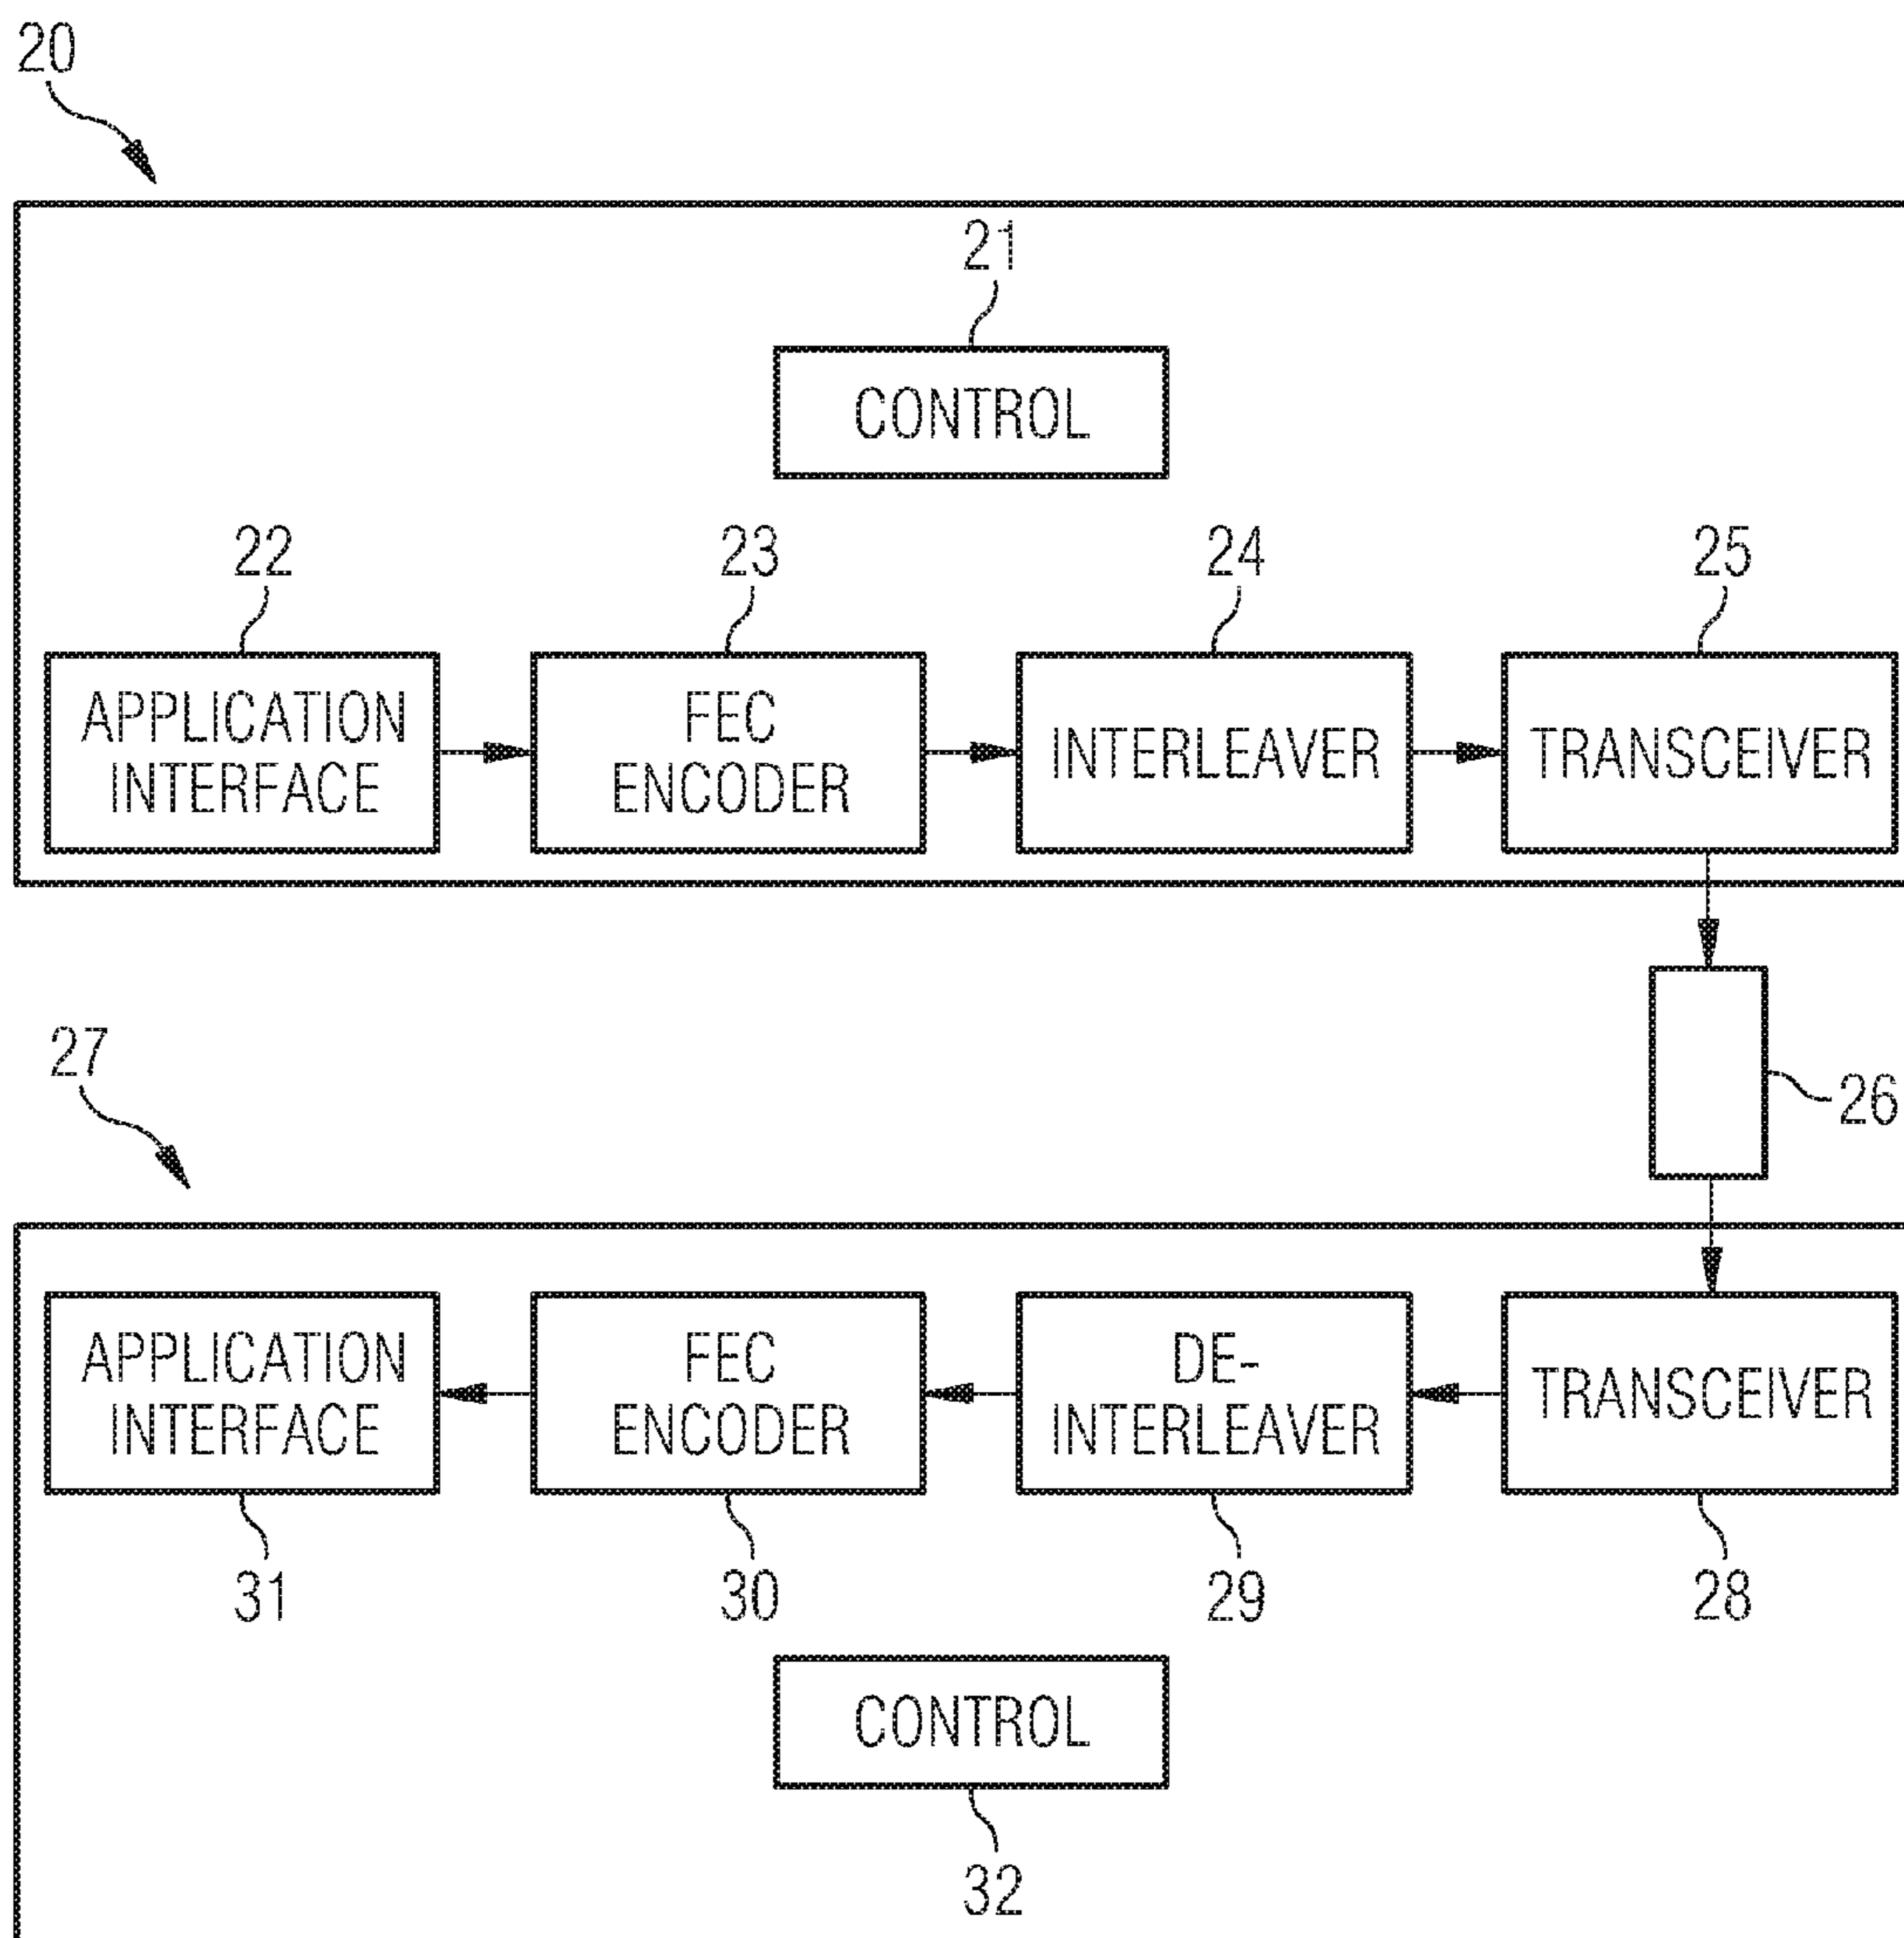 20
21
CONTROL
22
23
24
25
APPLICATION
INTERFACE
FEC
ENCODER
INTERLEAVER
TRANSCEIVER
26
27
APPLICATION
INTERFACE
FEC
ENCODER
DE-
INTERLEAVER
TRANSCEIVER
31
30
29
28
CONTROL
32